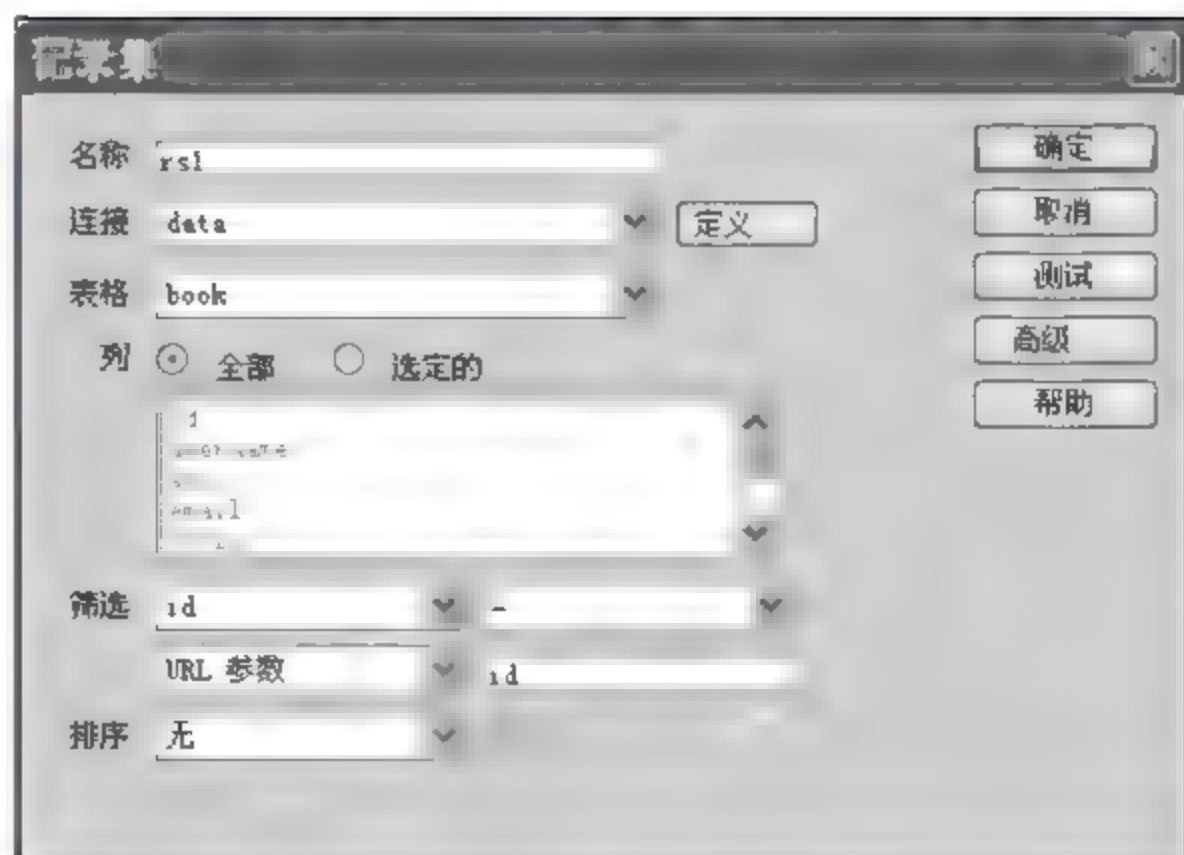 记录集
名称 rs1
确定
连接 data
定义
取消
表格 book
测试
列 全部 选定的
高级
帮助
筛选 id
URL 参数 id
排序 无